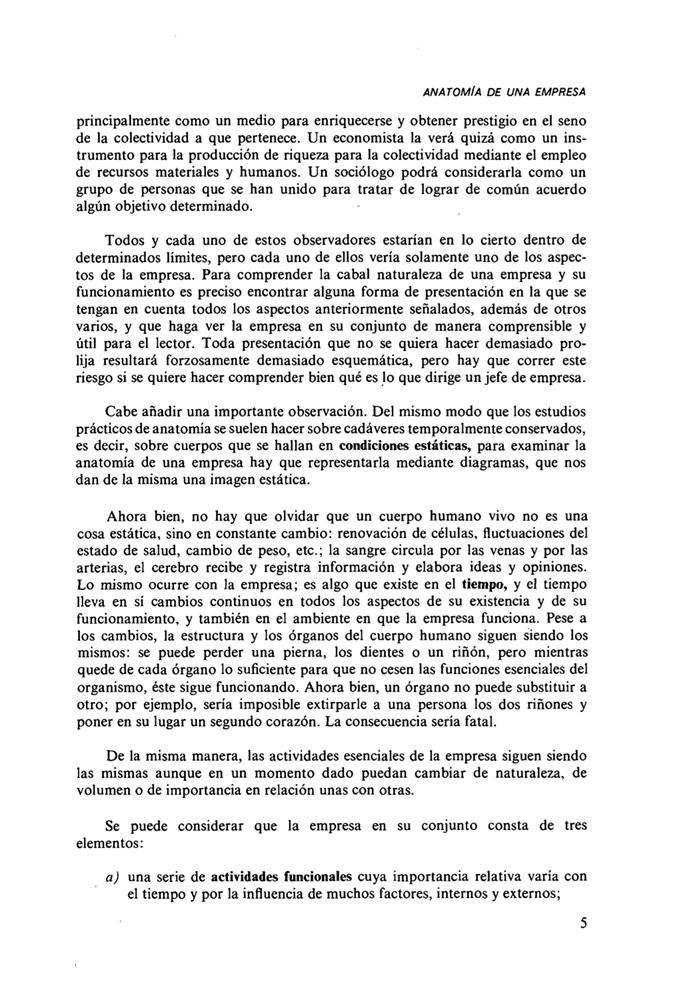 ANATOMÍA DE UNA EMPRESA
principalmente como un medio para enriquecerse y obtener prestigio en el seno
de la colectividad a que pertenece. Un economista la verá quizá como un ins-
trumento para la producción de riqueza para la colectividad mediante el empleo
de recursos materiales y humanos. Un sociólogo podrá considerarla como un
grupo de personas que se han unido para tratar de lograr de común acuerdo
algún objetivo determinado.
Todos y cada uno de estos observadores estarían en lo cierto dentro de
determinados límites, pero cada uno de ellos vería solamente uno de los aspec-
tos de la empresa. Para comprender la cabal naturaleza de una empresa y su
funcionamiento es preciso encontrar alguna forma de presentación en la que se
tengan en cuenta todos los aspectos anteriormente señalados, además de otros
varios, y que haga ver la empresa en su conjunto de manera comprensible y
útil para el lector. Toda presentación que no se quiera hacer demasiado pro-
lija resultará forzosamente demasiado esquemática, pero hay que correr este
riesgo si se quiere hacer comprender bien qué es lo que dirige un jefe de empresa.
Cabe añadir una importante observación. Del mismo modo que los estudios
prácticos de anatomía se suelen hacer sobre cadáveres temporalmente conservados,
es decir, sobre cuerpos que se hallan en condiciones estáticas, para examinar la
anatomía de una empresa hay que representarla mediante diagramas, que nos
dan de la misma una imagen estática.
Ahora bien, no hay que olvidar que un cuerpo humano vivo no es una
cosa estática, sino en constante cambio: renovación de células, fluctuaciones del
estado de salud, cambio de peso, etc.; la sangre circula por las venas y por las
arterias, el cerebro recibe y registra información y elabora ideas y opiniones.
Lo mismo ocurre con la empresa; es algo que existe en el tiempo, y el tiempo
lleva en sí cambios continuos en todos los aspectos de su existencia y de su
funcionamiento, y también en el ambiente en que la empresa funciona. Pese a
los cambios, la estructura y los órganos del cuerpo humano siguen siendo los
mismos: se puede perder una pierna, los dientes o un riñón, pero mientras
quede de cada órgano lo suficiente para que no cesen las funciones esenciales del
organismo, éste sigue funcionando. Ahora bien, un órgano no puede substituir a
otro; por ejemplo, sería imposible extirparle a una persona los dos riñones y
poner en su lugar un segundo corazón. La consecuencia sería fatal.
De la misma manera, las actividades esenciales de la empresa siguen siendo
las mismas aunque en un momento dado puedan cambiar de naturaleza, de
volumen o de importancia en relación unas con otras.
Se puede considerar que la empresa en su conjunto consta de tres
elementos:
a) una serie de actividades funcionales cuya importancia relativa varía con
el tiempo y por la influencia de muchos factores, internos y externos;
5